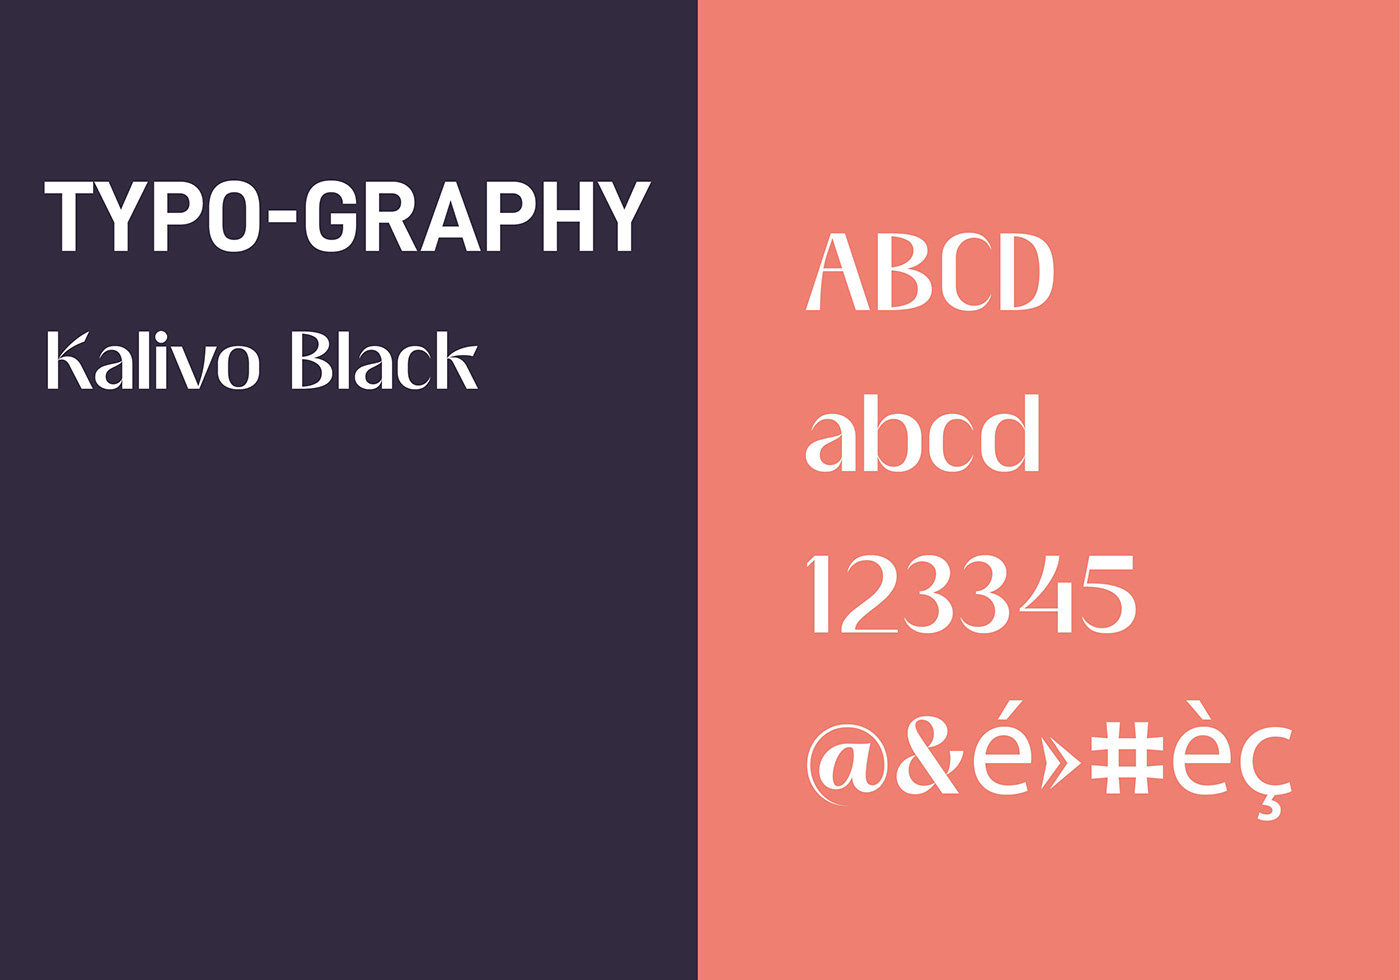 TYPO-GRAPHY
Kalivo Black
ABCD
abcd
123345
@&é»#èç